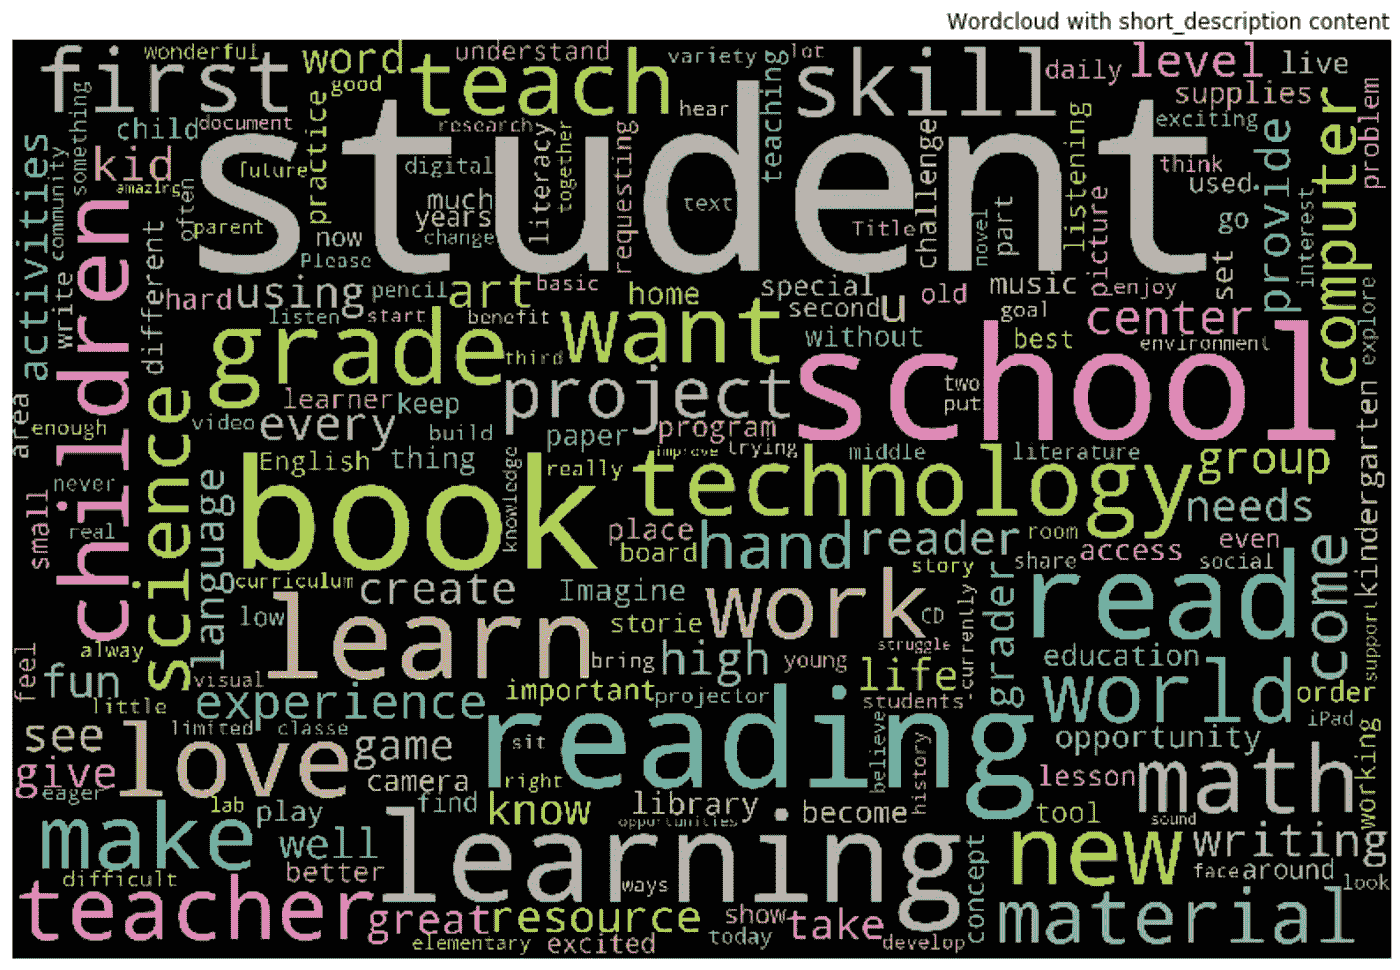 Wordcloud with short_description content
first
wonderful
word
good
teach
understand
variety
lot
skill
daily
level
live
supplies
exciting
hear
child
document
practice
research
literacy
together
requesting
teaching
student
challenge
listening
think
used
go
provide
computer
problem
activities
community
something
kid
amazing
often
parent
future
digital
much
years
change
text
Title
novel
part
picture
set
interest
now
Please
children
write
different
hard
using
pencil
art
basic
home
special
second
u
old
music
goal
enjoy
listen
start
benefit
want
without
best
center
environment
explore
grade
third
project
school
two
put
area
enough
science
learner
keep
video
every
build
paper
program
improve
trying
middle
literature
English
thing
knowledge
really
technology
group
kindergarten
small
never
real
language
book
place
board
hand
reader
room
share
access
even
social
needs
curriculum
create
Imagine
story
work
CD
currently
grader
read
come
support
low
learn
storie
struggle
alway
feel
fun
little
visual
bring
high
young
life
students
education
world
order
experience
important
projector
iPad
limited
classe
see
love
game
sit
reading
believe
history
opportunity
give
eager
camera
right
lesson
math
working
lab
play
find
know
library
opportunities
become
tool
sound
make
well
better
learning
new
writing
difficult
ways
concept
face
around
g
look
teacher
great
resource
show
today
take
develop
material
elementary
excited